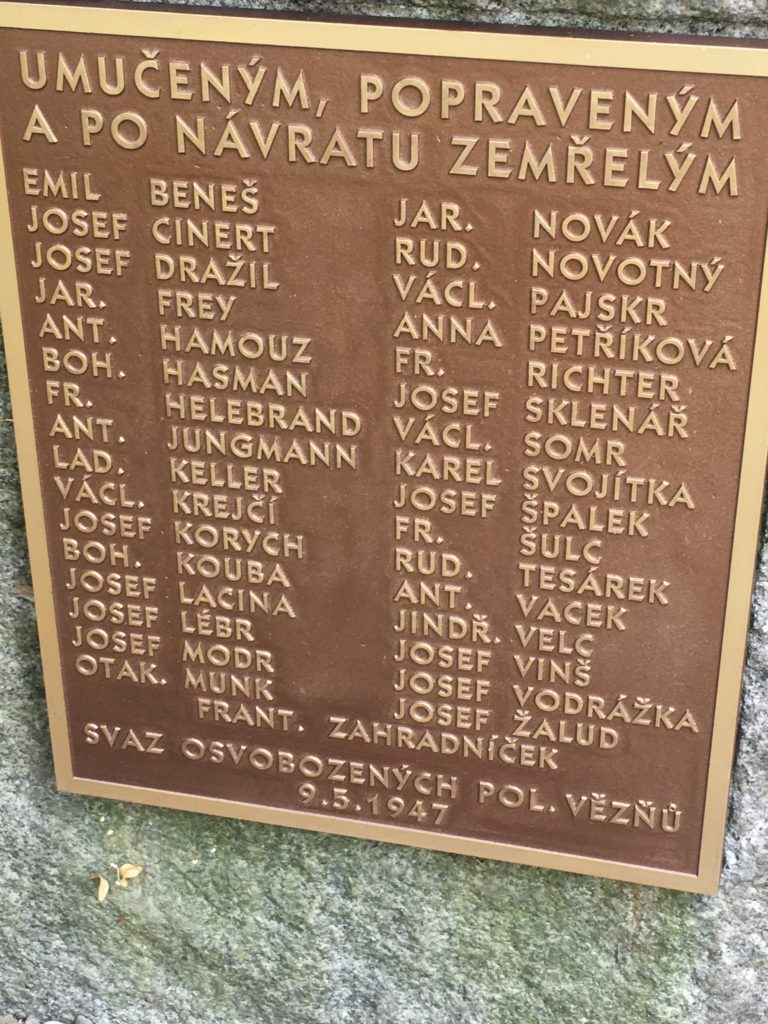 UMUČENÝM, POPRAVENÝM
A PO NÁVRATU ZEMŘELÝM
EMIL BENEŠ
JOSEF CINERT
JOSEF DRAŽIL
JAR. FREY
ANT. HAMOUZ
BOH. HASMAN
FR. HELEBRAND
ANT. JUNGMANN
LAD. KELLER
VÁCL. KREJČÍ
JOSEF KORYCH
BOH. KOUBA
JOSEF LACINA
JOSEF LÉBR
JOSEF MODR
OTAK. MUNK
JAR. NOVÁK
RUD. NOVOTNÝ
VÁCL. PAJSKR
ANNA PETŘÍKOVÁ
FR. RICHTER
JOSEF SKLENÁŘ
VÁCL. SOMR
KAREL SVOJÍTKA
JOSEF ŠPALEK
FR. ŠULC
RUD. TESÁREK
ANT. VACEK
JINDŘ. VELC
JOSEF VINŠ
JOSEF VODRÁŽKA
JOSEF ŽALUD
FRANT. ZAHRADNÍČEK
SVAZ OSVOBOZENÝCH POL. VĚZŇŮ
9.5.1947